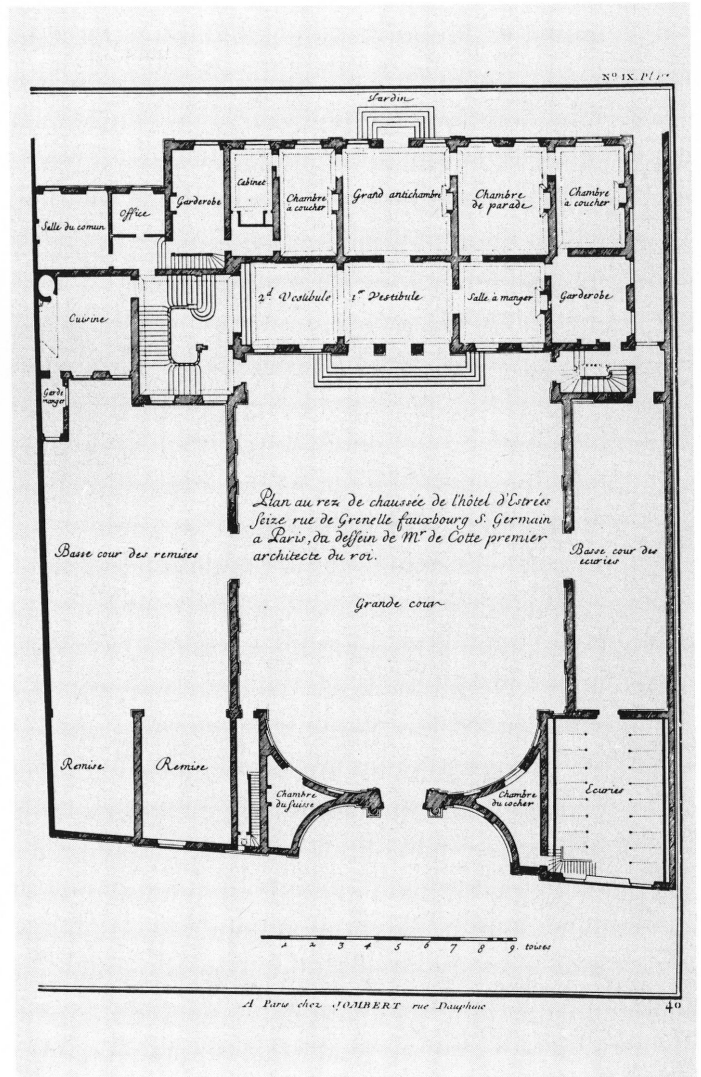 Nº IX. Pl. 1re
Jardin
Salle du comun
Office
Garderobe
Cabinet
Chambre
a coucher
Grand antichambre
Chambre
de parade
Chambre
a coucher
Cuisine
2d Vestibule
1er Vestibule
Salle a manger
Garderobe
Garde
manger
Plan au rez de chaussée de l'hôtel d'Estrées
seize rue de Grenelle fauxbourg S. Germain
a Paris, du dessein de Mr de Cotte premier
architecte du roi.
Basse cour des remises
Basse cour des
ecuries
Grande cour
Remise
Remise
Chambre
du suisse
Chambre
du cocher
Ecuries
1 2 3 4 5 6 7 8 9 toises
A Paris chez JOMBERT rue Dauphine
40